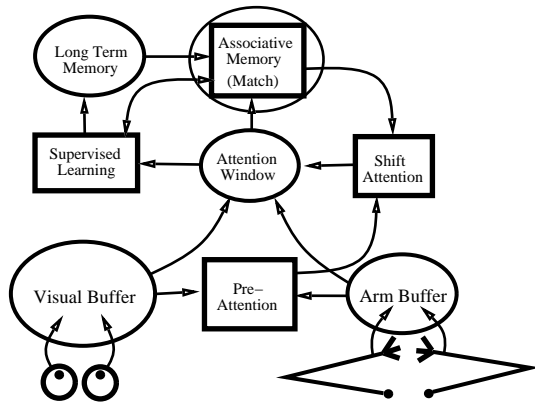 Long Term
Memory
Associative
Memory
(Match)
Supervised
Learning
Attention
Window
Shift
Attention
Visual Buffer
Pre–
Attention
Arm Buffer